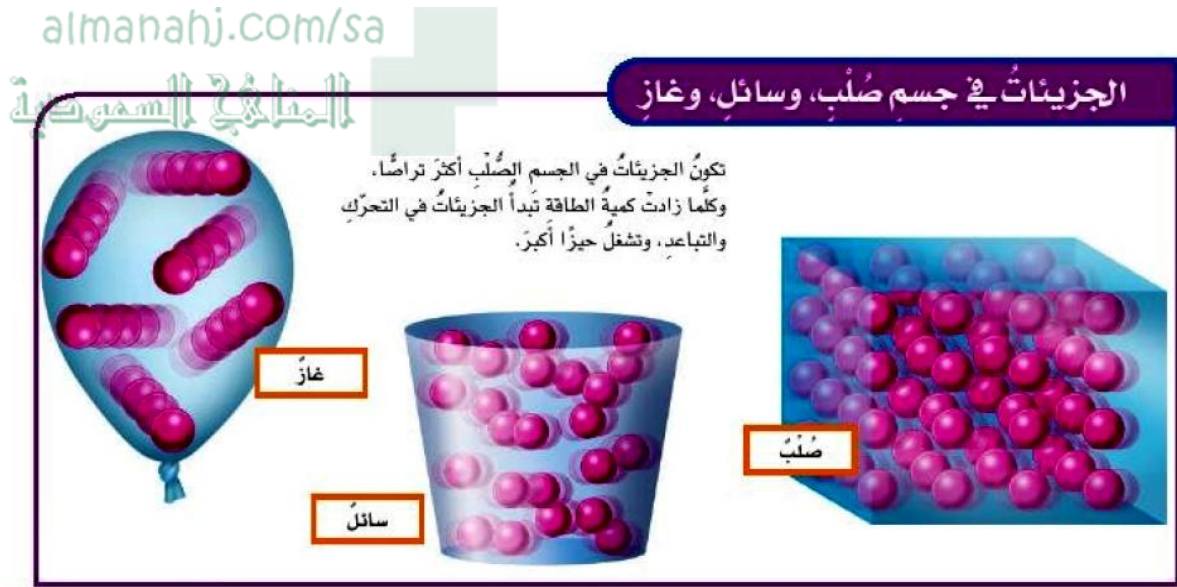 almanahj.com/sa
المناهج السعودية
الجزيئاتُ في جسمٍ صُلْبٍ، وسائلٍ، وغازٍ
تكونُ الجزيئاتُ في الجسمِ الصُّلْبِ أكثرَ تراصًّا،
وكلَّما زادتْ كميةُ الطاقةِ تَبدأُ الجزيئاتُ في التحرّكِ
والتباعدِ، وتشغلُ حيزًا أكبرَ.
غازٌ
صُلْبٌ
سائلٌ